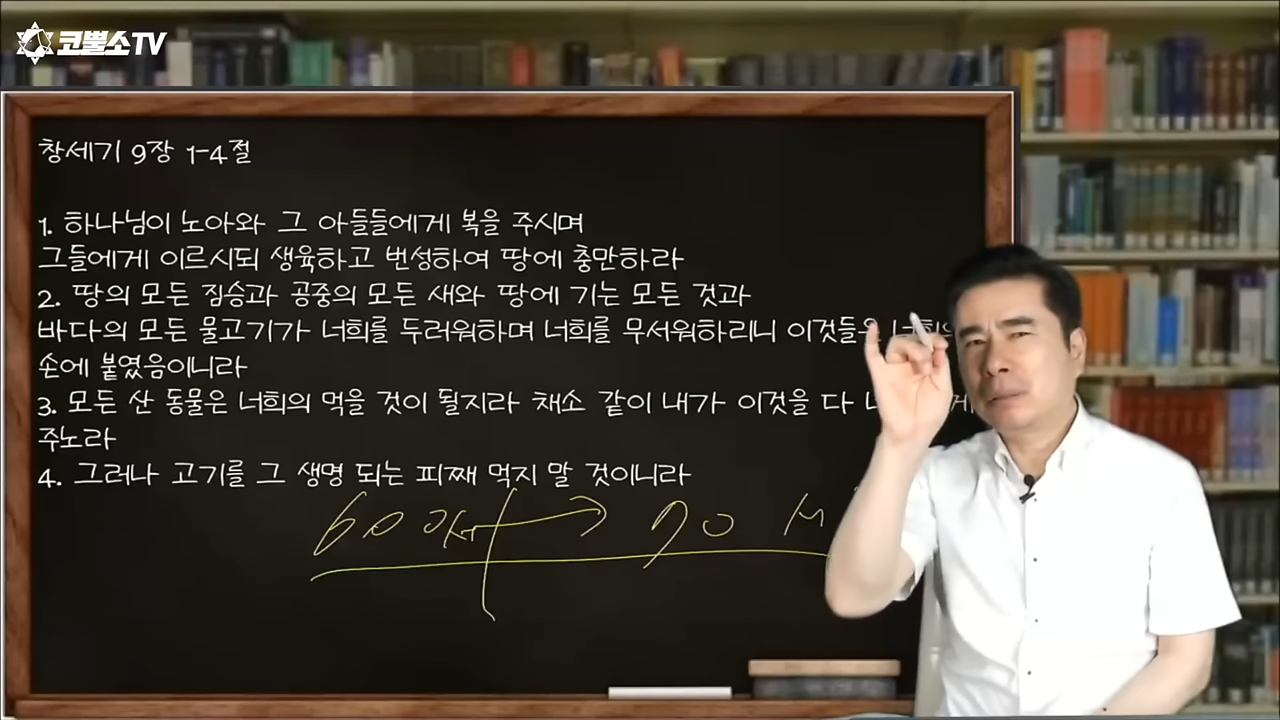 코뿔소TV
창세기 9장 1-4절
1. 하나님이 노아와 그 아들들에게 복을 주시며
그들에게 이르시되 생육하고 번성하여 땅에 충만하라
2. 땅의 모든 짐승과 공중의 모든 새와 땅에 기는 모든 것과
바다의 모든 물고기가 너희를 두러워하며 너희를 무서워하리니 이것들을
손에 붙였음이니라
3. 모든 산 동물은 너희의 먹을 것이 될지라 채소 같이 내가 이것을 다
주노라
4. 그러나 고기를 그 생명 되는 피째 먹지 말 것이니라
600세 → 70